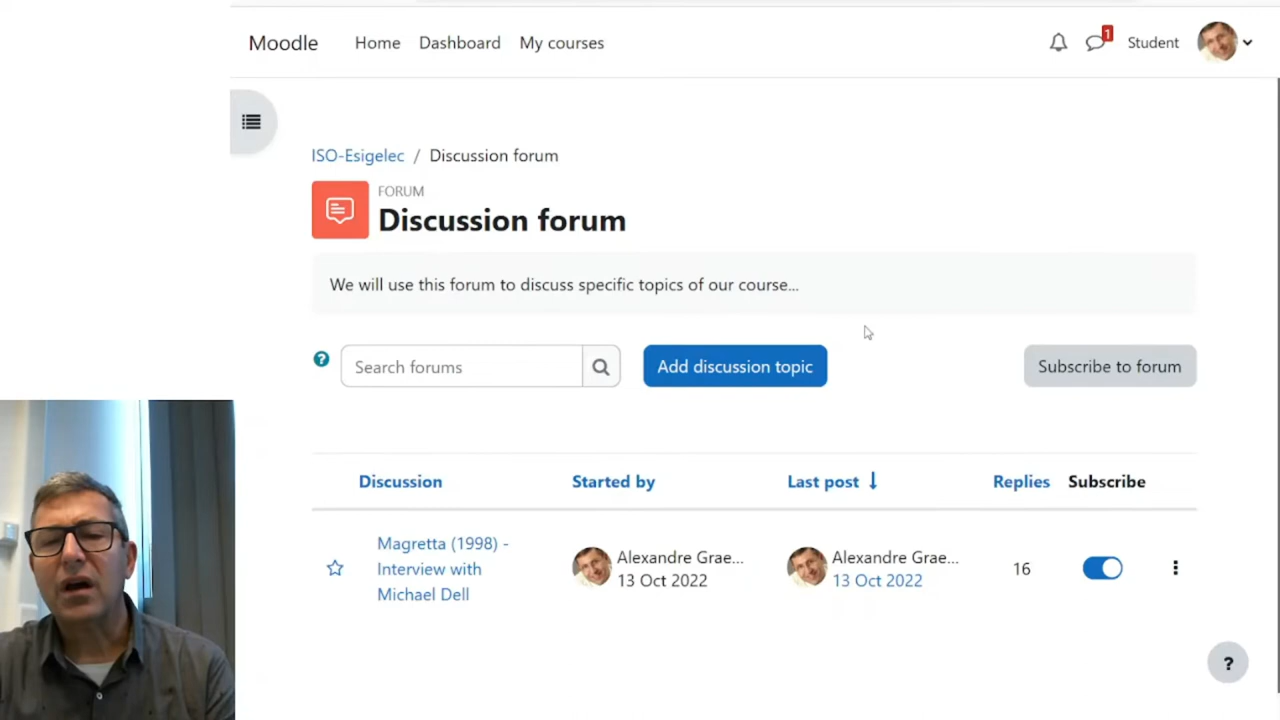 Moodle Home Dashboard My courses 1 Student
ISO-Esigelec / Discussion forum
FORUM
Discussion forum
We will use this forum to discuss specific topics of our course...
? Search forums Add discussion topic Subscribe to forum
Discussion Started by Last post ↓ Replies Subscribe
Magretta (1998) -
Interview with
Michael Dell
Alexandre Grae...
13 Oct 2022
Alexandre Grae...
13 Oct 2022
16
?